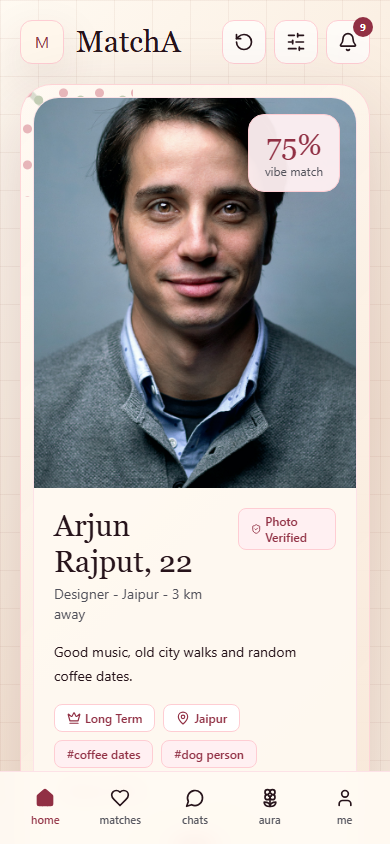 M
MatchA
9
75%
vibe match
Arjun
Rajput, 22
Photo
Verified
Designer - Jaipur - 3 km
away
Good music, old city walks and random
coffee dates.
Long Term
Jaipur
#coffee dates
#dog person
home
matches
chats
aura
me